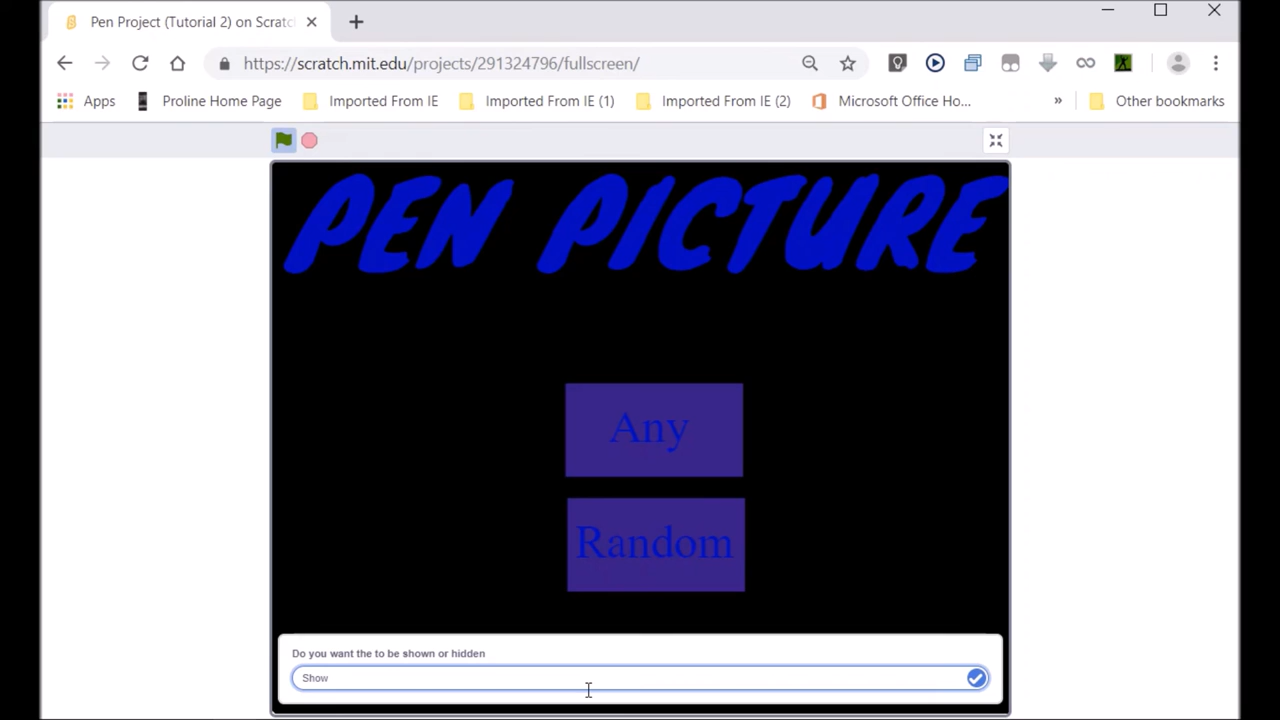 Pen Project (Tutorial 2) on Scratc
https://scratch.mit.edu/projects/291324796/fullscreen/
Apps Proline Home Page Imported From IE Imported From IE (1) Imported From IE (2) Microsoft Office Ho... » Other bookmarks
PEN PICTURE
Any
Random
Do you want the to be shown or hidden
Show